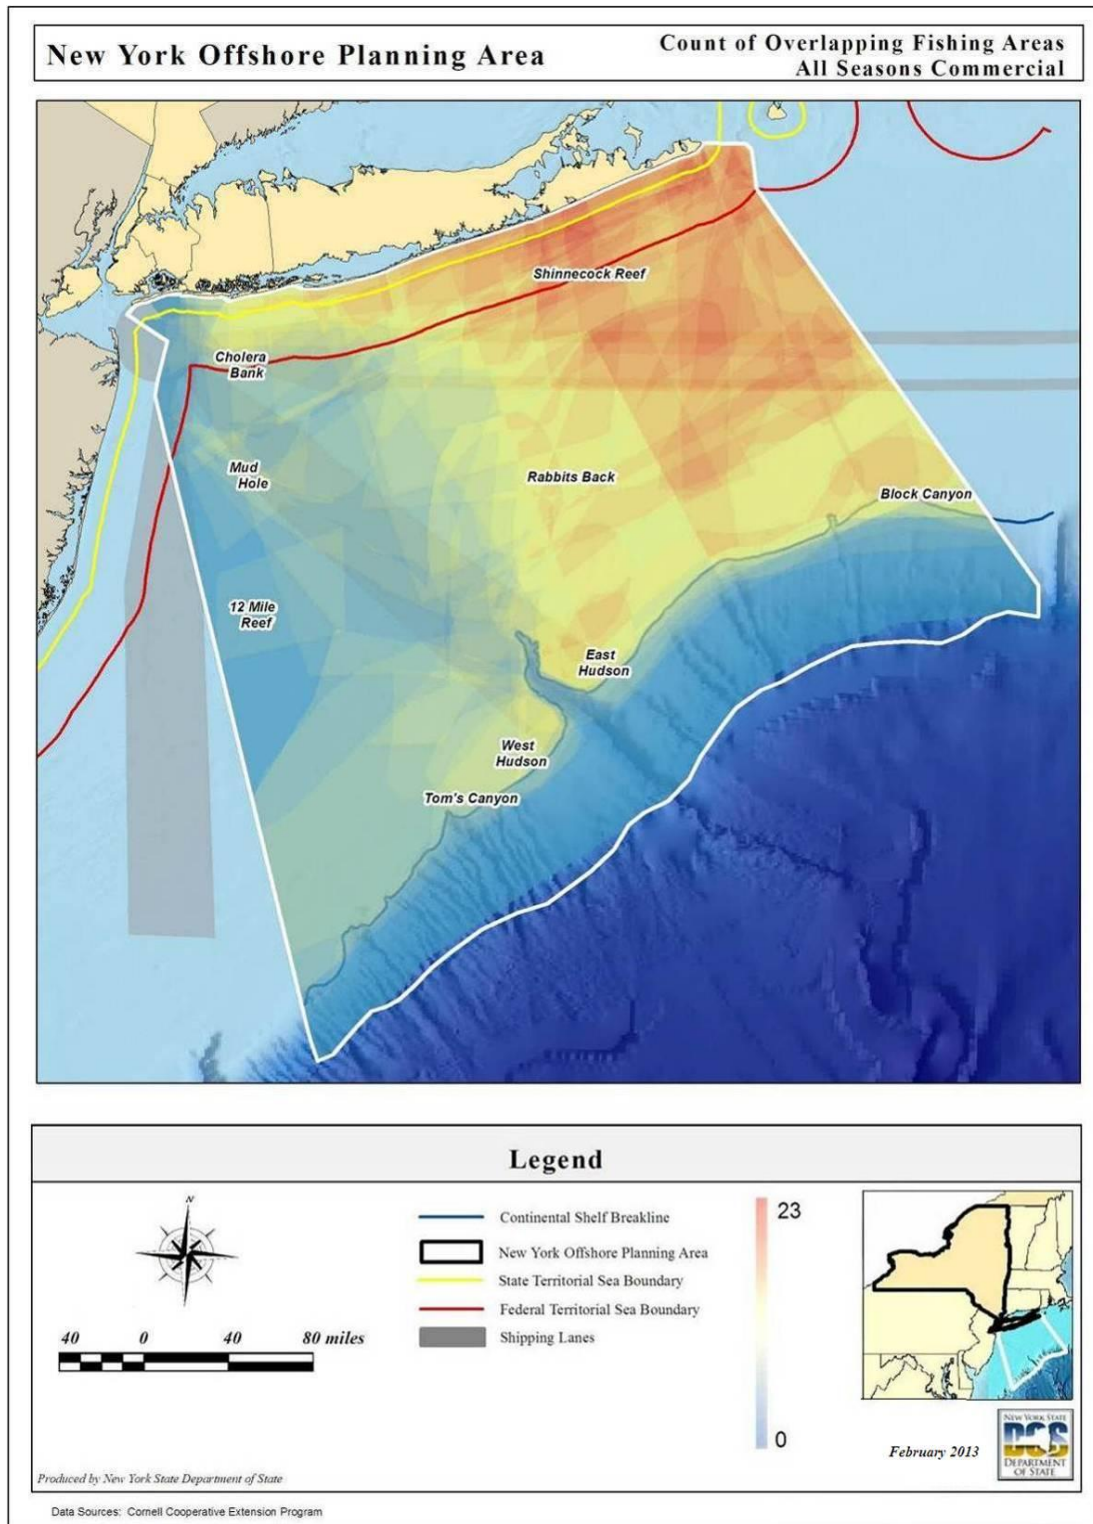 New York Offshore Planning Area
Count of Overlapping Fishing Areas
All Seasons Commercial
Shinnecock Reef
Cholera
Bank
Mud
Hole
Rabbits Back
Block Canyon
12 Mile
Reef
East
Hudson
West
Hudson
Tom's Canyon
Legend
N
40 0 40 80 miles
Continental Shelf Breakline
New York Offshore Planning Area
State Territorial Sea Boundary
Federal Territorial Sea Boundary
Shipping Lanes
23
0
February 2013
NEW YORK STATE
DOS
DEPARTMENT
OF STATE
Produced by New York State Department of State
Data Sources: Cornell Cooperative Extension Program